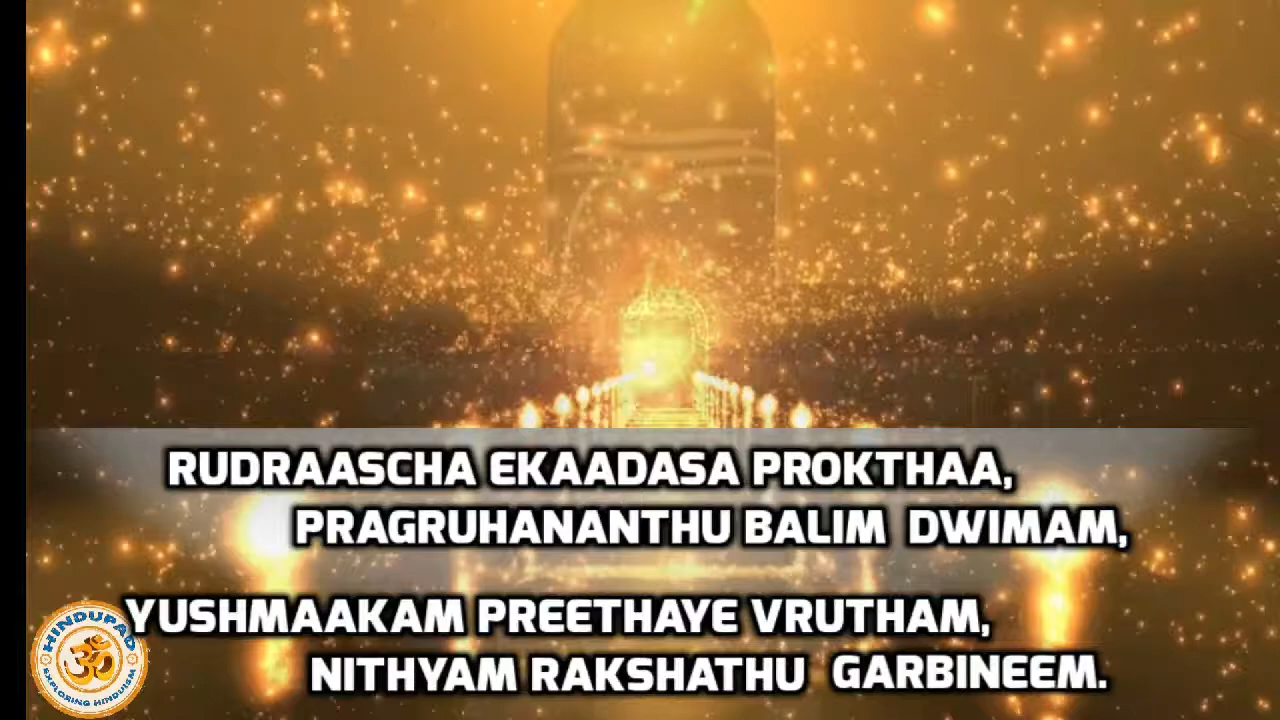 RUDRAASCHA EKAADASA PROKTHAA,
PRAGRUHANANTHU BALIM DWIMAM,
YUSHMAAKAM PREETHAYE VRUTHAM,
NITHYAM RAKSHATHU GARBINEEM.
HINDUPAD
ॐ
EXPLORING HINDUISM